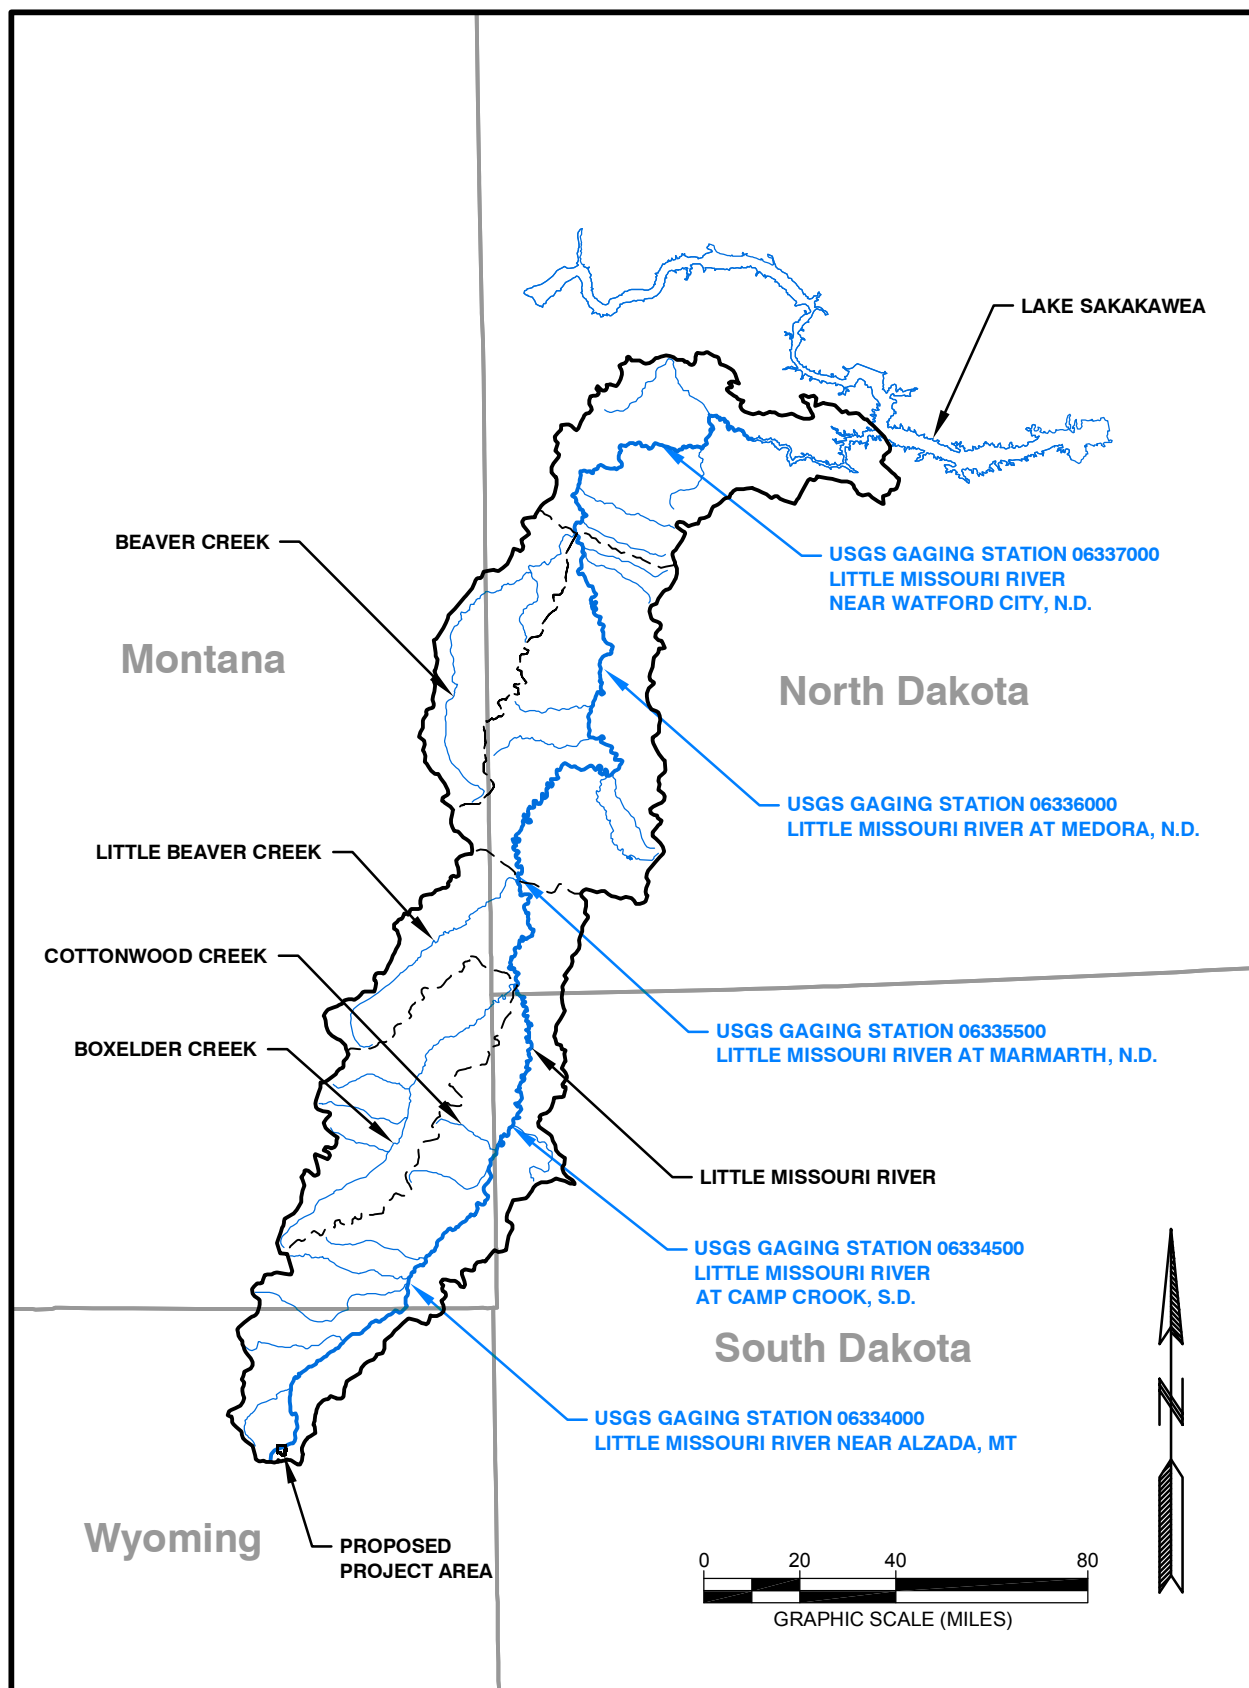 LAKE SAKAKAWEA
BEAVER CREEK
USGS GAGING STATION 06337000
LITTLE MISSOURI RIVER
NEAR WATFORD CITY, N.D.
Montana
North Dakota
USGS GAGING STATION 06336000
LITTLE MISSOURI RIVER AT MEDORA, N.D.
LITTLE BEAVER CREEK
COTTONWOOD CREEK
BOXELDER CREEK
USGS GAGING STATION 06335500
LITTLE MISSOURI RIVER AT MARMARTH, N.D.
LITTLE MISSOURI RIVER
USGS GAGING STATION 06334500
LITTLE MISSOURI RIVER
AT CAMP CROOK, S.D.
South Dakota
N
USGS GAGING STATION 06334000
LITTLE MISSOURI RIVER NEAR ALZADA, MT
Wyoming
PROPOSED
PROJECT AREA
0 20 40 80
GRAPHIC SCALE (MILES)